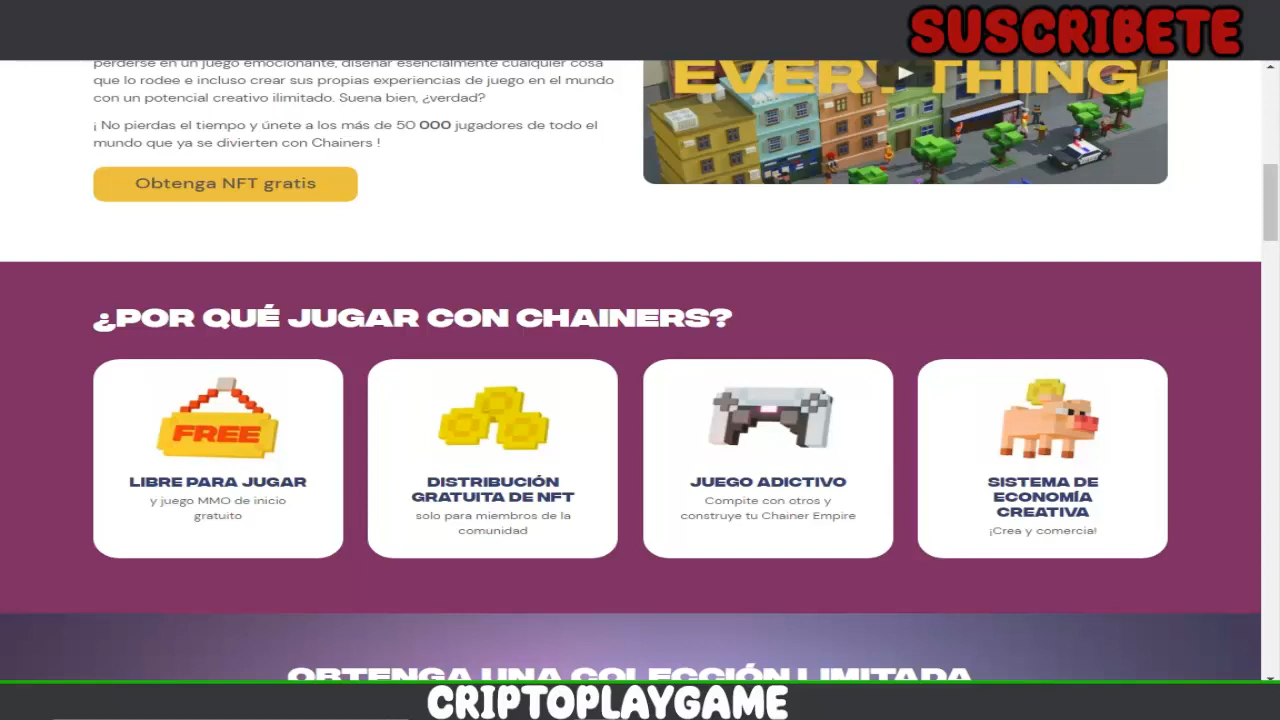 SUSCRIBETE
perderse en un juego emocionante, diseñar esencialmente cualquier cosa
que lo rodee e incluso crear sus propias experiencias de juego en el mundo
con un potencial creativo ilimitado. Suena bien, ¿verdad?
¡ No pierdas el tiempo y únete a los más de 50 000 jugadores de todo el
mundo que ya se divierten con Chainers !
Obtenga NFT gratis
EVERYTHING
¿POR QUÉ JUGAR CON CHAINERS?
FREE
LIBRE PARA JUGAR
y juego MMO de inicio
gratuito
DISTRIBUCIÓN
GRATUITA DE NFT
solo para miembros de la
comunidad
JUEGO ADICTIVO
Compite con otros y
construye tu Chainer Empire
SISTEMA DE
ECONOMÍA
CREATIVA
¡Crea y comercia!
OBTENGA UNA COLECCIÓN LIMITADA
CRIPTOPLAYGAME